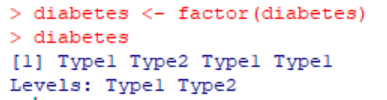 > diabetes <- factor(diabetes)
> diabetes
[1] Type1 Type2 Type1 Type1
Levels: Type1 Type2